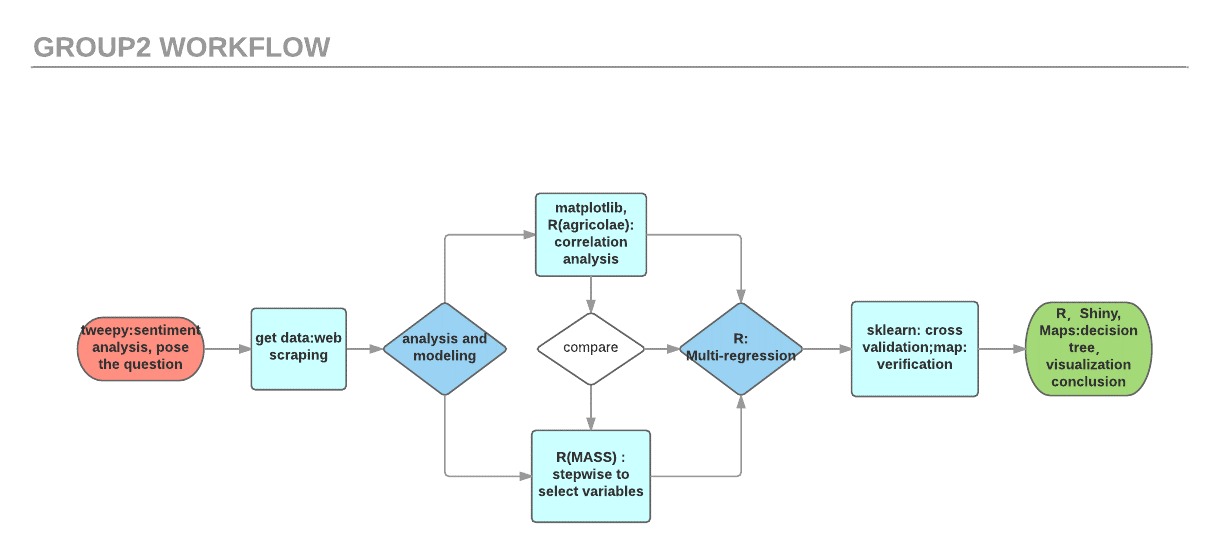 GROUP2 WORKFLOW
tweepy:sentiment
analysis, pose
the question
get data:web
scraping
analysis and
modeling
matplotlib,
R(agricolae):
correlation
analysis
compare
R(MASS) :
stepwise to
select variables
R:
Multi-regression
sklearn: cross
validation;map:
verification
R,  Shiny,
Maps:decision
tree,
visualization
conclusion